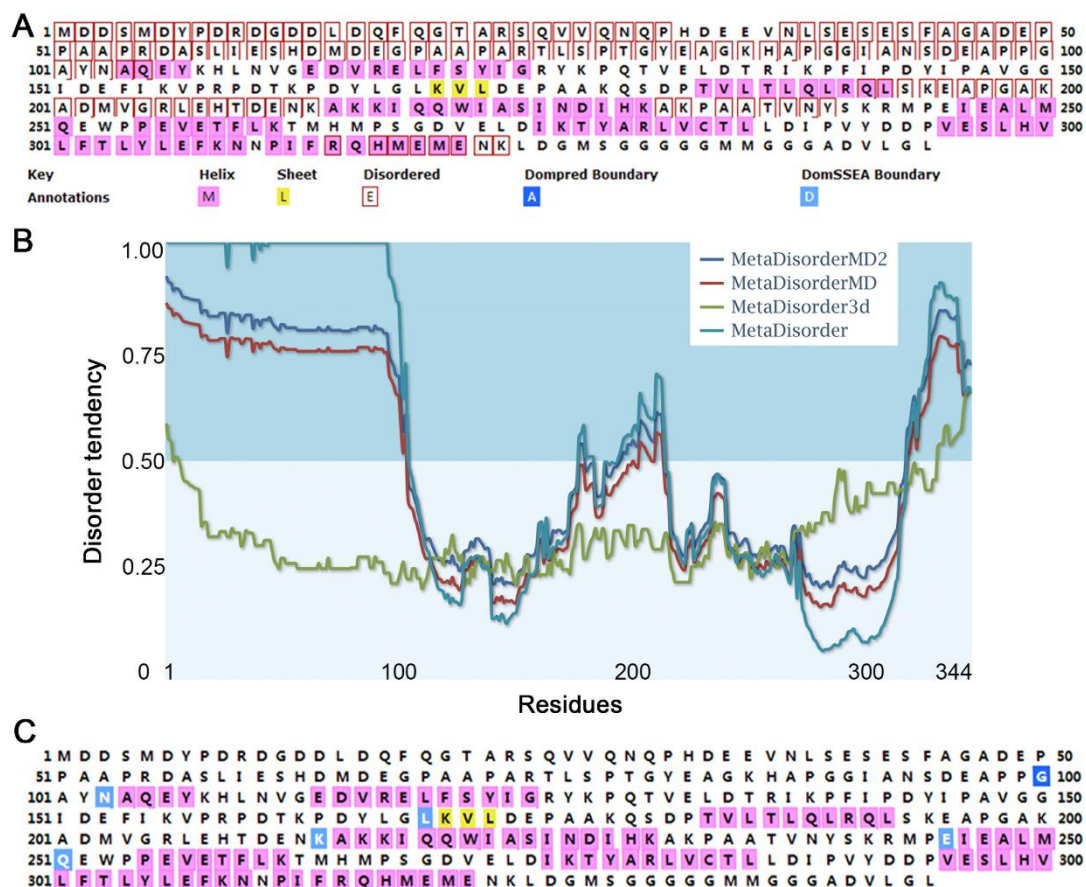 A
1 M D D S M D Y P D R D G D D L D Q F Q G T A R S Q V V Q N Q P H D E E V N L S E S E S F A G A D E P 50
51 P A A P R D A S L I E S H D M D E G P A A P A R T L S P T G Y E A G K H A P G G I A N S D E A P P G 100
101 A Y N A Q E Y K H L N V G E D V R E L F S Y I G R Y K P Q T V E L D T R I K P F I P D Y I P A V G G 150
151 I D E F I K V P R P D T K P D Y L G L K V L D E P A A K Q S D P T V L T L Q L R Q L S K E A P G A K 200
201 A D M V G R L E H T D E N K A K K I Q Q W I A S I N D I H K A K P A A T V N Y S K R M P E I E A L M 250
251 Q E W P P E V E T F L K T M H M P S G D V E L D I K T Y A R L V C T L L D I P V Y D D P V E S L H V 300
301 L F T L Y L E F K N N P I F R Q H M E M E N K L D G M S G G G G G M M G G G A D V L G L
Key Helix Sheet Disordered Dompred Boundary DomSSEA Boundary
Annotations M L E A D
B
1.00
0.75
0.50
0.25
0
Disorder tendency
MetaDisorderMD2
MetaDisorderMD
MetaDisorder3d
MetaDisorder
1 100 200 300 344
Residues
C
1 M D D S M D Y P D R D G D D L D Q F Q G T A R S Q V V Q N Q P H D E E V N L S E S E S F A G A D E P 50
51 P A A P R D A S L I E S H D M D E G P A A P A R T L S P T G Y E A G K H A P G G I A N S D E A P P G 100
101 A Y N A Q E Y K H L N V G E D V R E L F S Y I G R Y K P Q T V E L D T R I K P F I P D Y I P A V G G 150
151 I D E F I K V P R P D T K P D Y L G L K V L D E P A A K Q S D P T V L T L Q L R Q L S K E A P G A K 200
201 A D M V G R L E H T D E N K A K K I Q Q W I A S I N D I H K A K P A A T V N Y S K R M P E I E A L M 250
251 Q E W P P E V E T F L K T M H M P S G D V E L D I K T Y A R L V C T L L D I P V Y D D P V E S L H V 300
301 L F T L Y L E F K N N P I F R Q H M E M E N K L D G M S G G G G G M M G G G A D V L G L